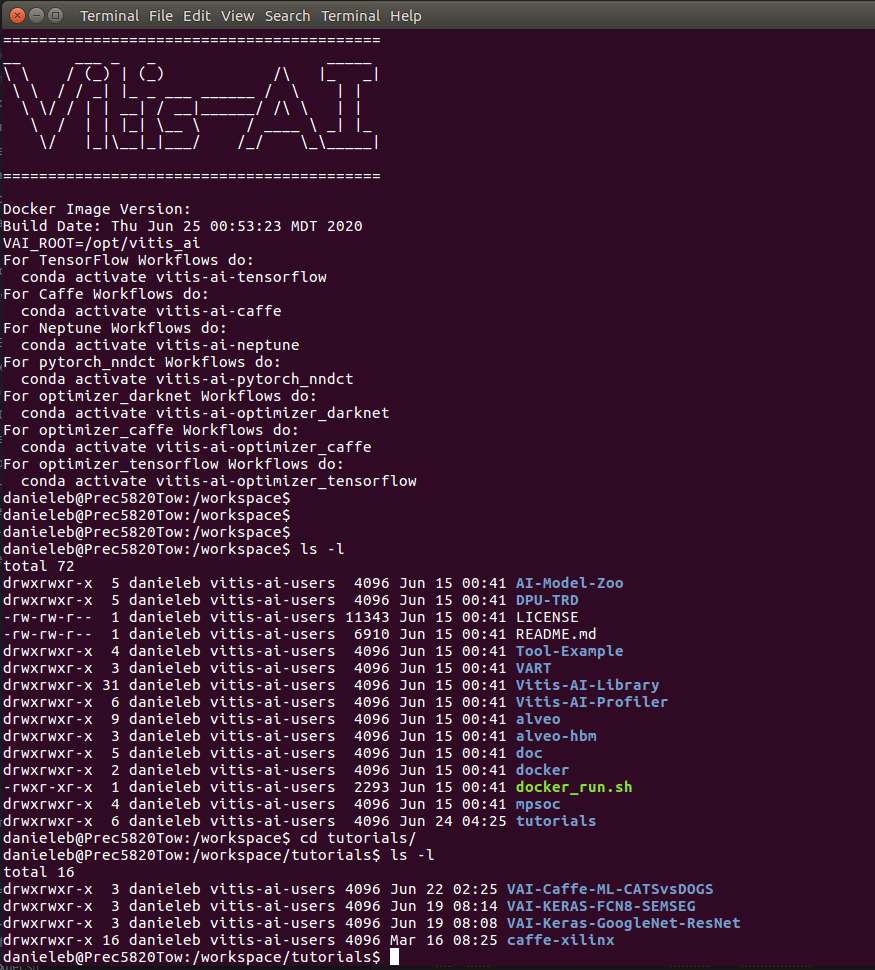 Terminal File Edit View Search Terminal Help
==========================================
__      ___ _   _                   _____
\ \    / (_) | (_)            /\   |_   _|
 \ \  / / _| |_ _ ___ ______ /  \    | |
  \ \/ / | | __| / __|______/ /\ \   | |
   \  /  | | |_| \__ \     / ____ \ _| |_
    \/   |_|\__|_|___/    /_/    \_\_____|
==========================================
Docker Image Version:
Build Date: Thu Jun 25 00:53:23 MDT 2020
VAI_ROOT=/opt/vitis_ai
For TensorFlow Workflows do:
  conda activate vitis-ai-tensorflow
For Caffe Workflows do:
  conda activate vitis-ai-caffe
For Neptune Workflows do:
  conda activate vitis-ai-neptune
For pytorch_nndct Workflows do:
  conda activate vitis-ai-pytorch_nndct
For optimizer_darknet Workflows do:
  conda activate vitis-ai-optimizer_darknet
For optimizer_caffe Workflows do:
  conda activate vitis-ai-optimizer_caffe
For optimizer_tensorflow Workflows do:
  conda activate vitis-ai-optimizer_tensorflow
danieleb@Prec5820Tow:/workspace$
danieleb@Prec5820Tow:/workspace$
danieleb@Prec5820Tow:/workspace$
danieleb@Prec5820Tow:/workspace$ ls -l
total 72
drwxrwxr-x  5 danieleb vitis-ai-users  4096 Jun 15 00:41 AI-Model-Zoo
drwxrwxr-x  5 danieleb vitis-ai-users  4096 Jun 15 00:41 DPU-TRD
-rw-rw-r--  1 danieleb vitis-ai-users 11343 Jun 15 00:41 LICENSE
-rw-rw-r--  1 danieleb vitis-ai-users  6910 Jun 15 00:41 README.md
drwxrwxr-x  4 danieleb vitis-ai-users  4096 Jun 15 00:41 Tool-Example
drwxrwxr-x  3 danieleb vitis-ai-users  4096 Jun 15 00:41 VART
drwxrwxr-x 31 danieleb vitis-ai-users  4096 Jun 15 00:41 Vitis-AI-Library
drwxrwxr-x  6 danieleb vitis-ai-users  4096 Jun 15 00:41 Vitis-AI-Profiler
drwxrwxr-x  9 danieleb vitis-ai-users  4096 Jun 15 00:41 alveo
drwxrwxr-x  3 danieleb vitis-ai-users  4096 Jun 15 00:41 alveo-hbm
drwxrwxr-x  5 danieleb vitis-ai-users  4096 Jun 15 00:41 doc
drwxrwxr-x  2 danieleb vitis-ai-users  4096 Jun 15 00:41 docker
-rwxr-xr-x  1 danieleb vitis-ai-users  2293 Jun 15 00:41 docker_run.sh
drwxrwxr-x  4 danieleb vitis-ai-users  4096 Jun 15 00:41 mpsoc
drwxrwxr-x  6 danieleb vitis-ai-users  4096 Jun 24 04:25 tutorials
danieleb@Prec5820Tow:/workspace$ cd tutorials/
danieleb@Prec5820Tow:/workspace/tutorials$ ls -l
total 16
drwxrwxr-x  3 danieleb vitis-ai-users 4096 Jun 22 02:25 VAI-Caffe-ML-CATSvsDOGS
drwxrwxr-x  3 danieleb vitis-ai-users 4096 Jun 19 08:14 VAI-KERAS-FCN8-SEMSEG
drwxrwxr-x  3 danieleb vitis-ai-users 4096 Jun 19 08:08 VAI-Keras-GoogleNet-ResNet
drwxrwxr-x 16 danieleb vitis-ai-users 4096 Mar 16 08:25 caffe-xilinx
danieleb@Prec5820Tow:/workspace/tutorials$